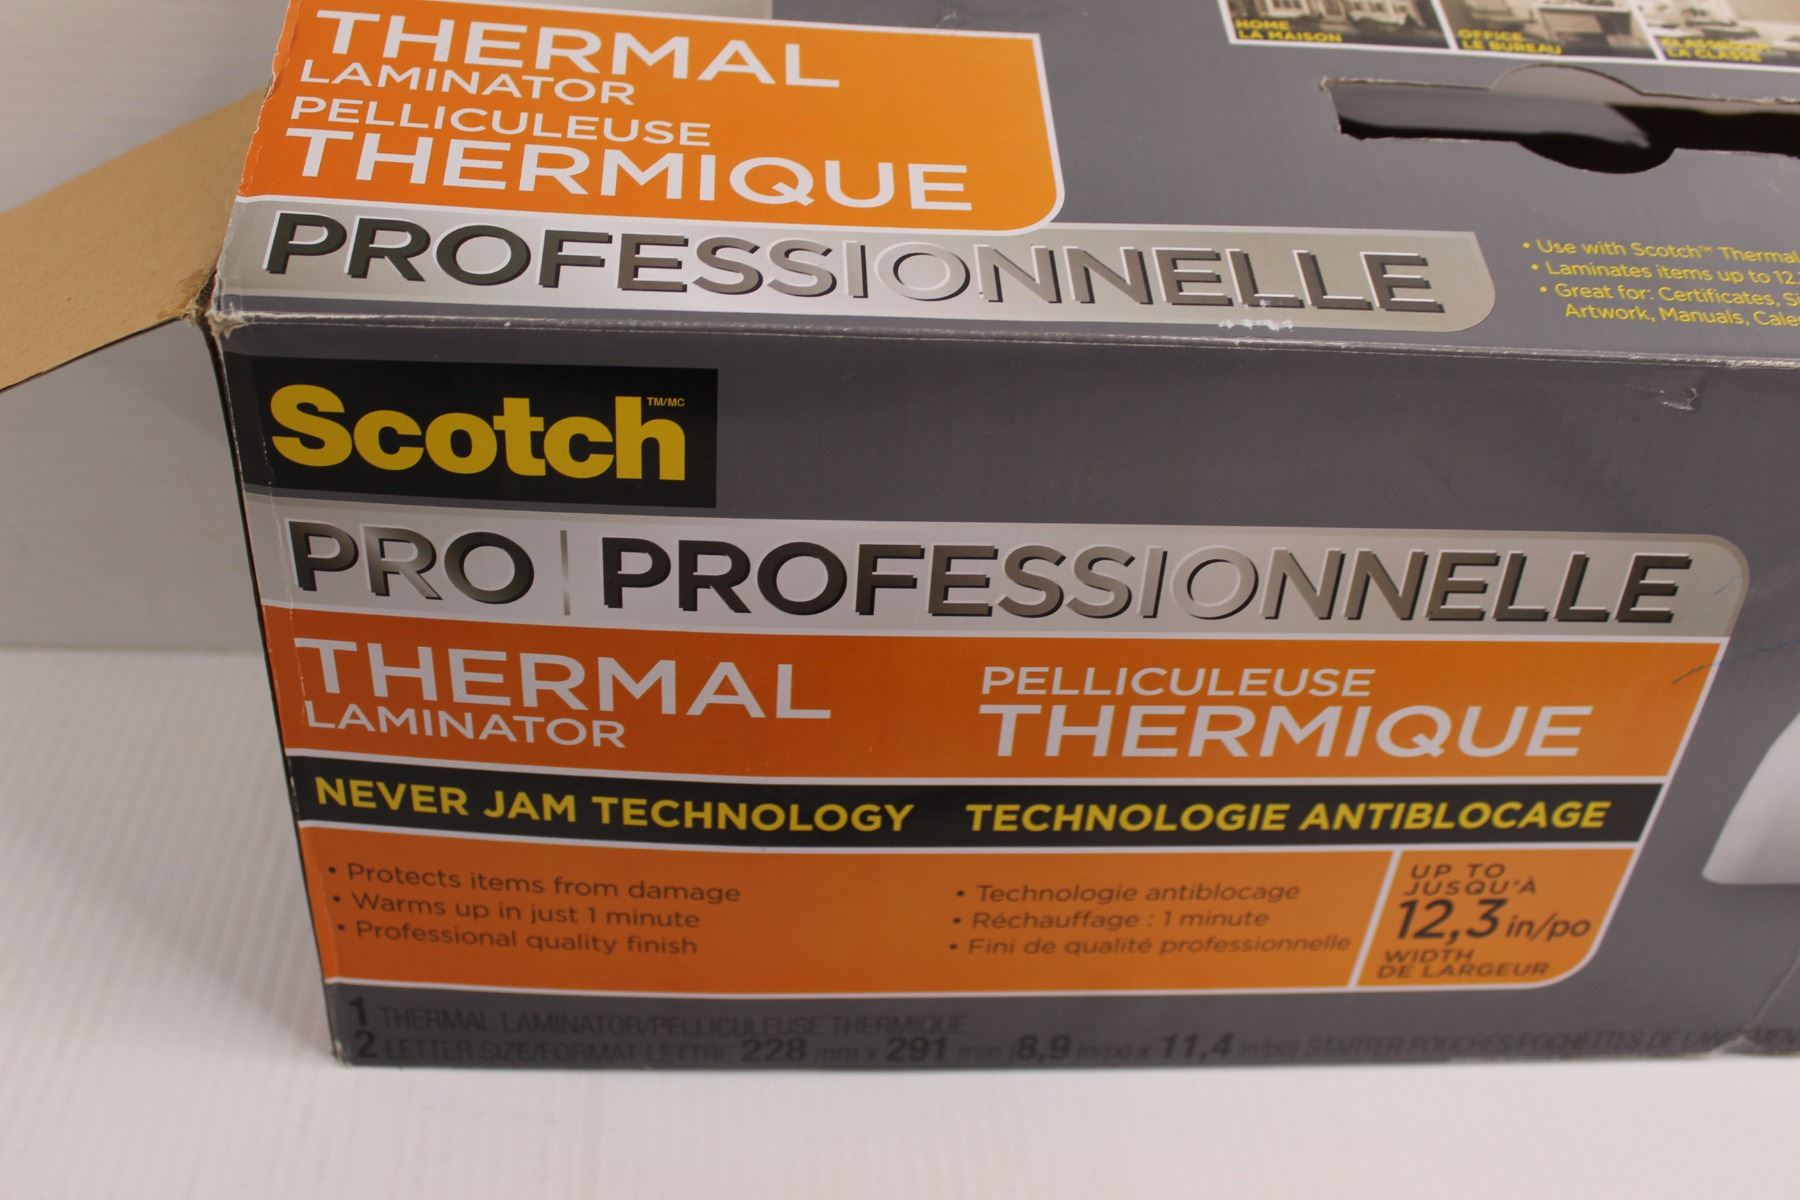 HOME
LA MAISON
OFFICE
LE BUREAU
CLASSROOM
LA CLASSE
THERMAL
LAMINATOR
PELLICULEUSE
THERMIQUE
PROFESSIONNELLE
• Use with Scotch™ Thermal
• Laminates items up to 12.
• Great for: Certificates,
Artwork, Manuals,
Scotch TM/MC
PRO | PROFESSIONNELLE
THERMAL
LAMINATOR
PELLICULEUSE
THERMIQUE
NEVER JAM TECHNOLOGY
TECHNOLOGIE ANTIBLOCAGE
• Protects items from damage
• Warms up in just 1 minute
• Professional quality finish
• Technologie antiblocage
• Réchauffage : 1 minute
• Fini de qualité professionnelle
UP TO
JUSQU'À
12,3 in/po
WIDTH
DE LARGEUR
1 THERMAL LAMINATOR/PELLICULEUSE THERMIQUE
2 LETTER SIZE/FORMAT LETTRE 228 mm x 291 mm (8,9 in/po x 11,4 in/po) STARTER POUCHES/POCHETTES DE